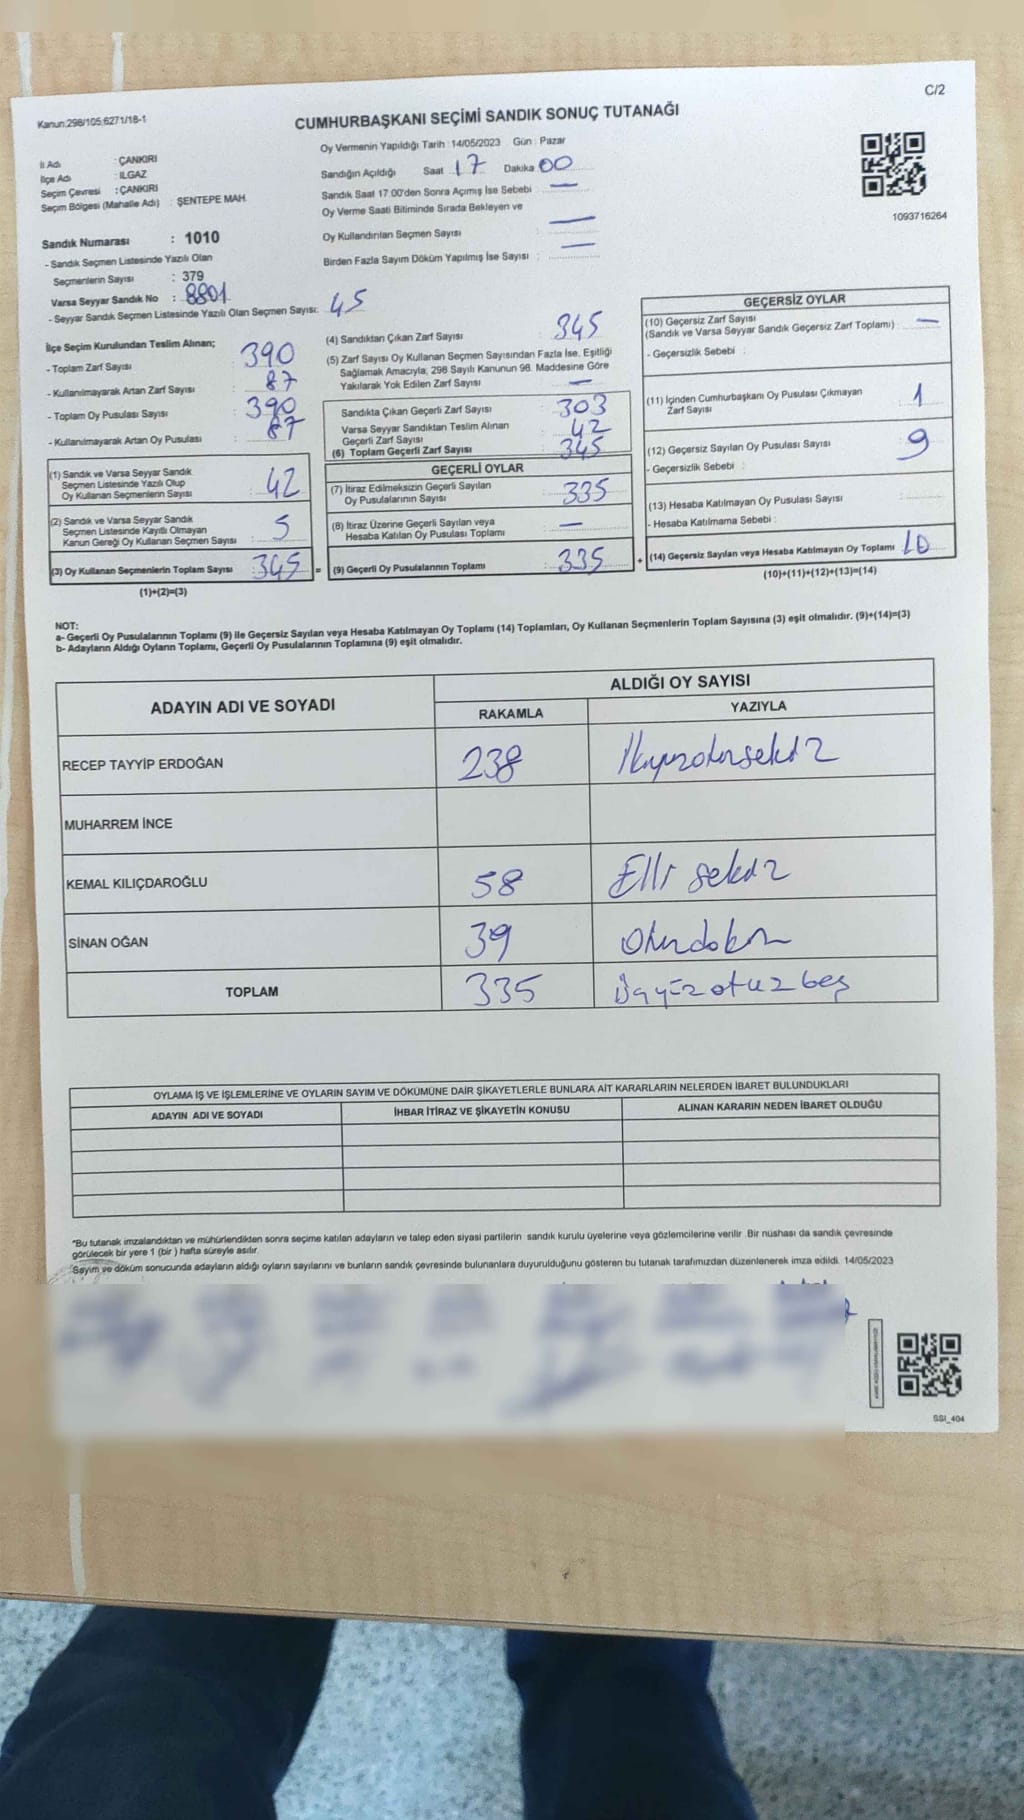 C/2
Kanun:298/105;6271/18-1
CUMHURBAŞKANI SEÇİMİ SANDIK SONUÇ TUTANAĞI
Oy Vermenin Yapıldığı Tarih : 14/05/2023 Gün : Pazar
İl Adı : ÇANKIRI
İlçe Adı : ILGAZ
Seçim Çevresi : ÇANKIRI
Seçim Bölgesi (Mahalle Adı) : ŞENTEPE MAH.
Sandığın Açıldığı Saat 17 Dakika 00
Sandık Saat 17:00'den Sonra Açmış İse Sebebi —
Oy Verme Saati Bitiminde Sırada Bekleyen ve
Oy Kullandırılan Seçmen Sayısı : —
Birden Fazla Sayım Döküm Yapılmış İse Sayısı : —
1093716264
Sandık Numarası : 1010
- Sandık Seçmen Listesinde Yazılı Olan
Seçmenlerin Sayısı : 379
Varsa Seyyar Sandık No : 8801
- Seyyar Sandık Seçmen Listesinde Yazılı Olan Seçmen Sayısı: 45
İlçe Seçim Kurulundan Teslim Alınan;
- Toplam Zarf Sayısı : 390
- Kullanılmayarak Artan Zarf Sayısı : 87
- Toplam Oy Pusulası Sayısı : 390
- Kullanılmayarak Artan Oy Pusulası : 87
(1) Sandık ve Varsa Seyyar Sandık
Seçmen Listesinde Yazılı Olup
Oy Kullanan Seçmenlerin Sayısı : 42
(2) Sandık ve Varsa Seyyar Sandık
Seçmen Listesinde Kayıtlı Olmayan
Kanun Gereği Oy Kullanan Seçmen Sayısı : 5
(3) Oy Kullanan Seçmenlerin Toplam Sayısı : 345 =
(1)+(2)=(3)
(4) Sandıktan Çıkan Zarf Sayısı : 345
(5) Zarf Sayısı Oy Kullanan Seçmen Sayısından Fazla İse, Eşitliği
Sağlamak Amacıyla; 298 Sayılı Kanunun 98. Maddesine Göre
Yakılarak Yok Edilen Zarf Sayısı : —
Sandıkta Çıkan Geçerli Zarf Sayısı : 303
Varsa Seyyar Sandıktan Teslim Alınan
Geçerli Zarf Sayısı : 42
(6) Toplam Geçerli Zarf Sayısı : 345
GEÇERLİ OYLAR
(7) İtiraz Edilmeksizin Geçerli Sayılan
Oy Pusulalarının Sayısı : 335
(8) İtiraz Üzerine Geçerli Sayılan veya
Hesaba Katılan Oy Pusulası Toplamı : —
(9) Geçerli Oy Pusulalarının Toplamı : 335 +
GEÇERSİZ OYLAR
(10) Geçersiz Zarf Sayısı
(Sandık ve Varsa Seyyar Sandık Geçersiz Zarf Toplamı) : —
- Geçersizlik Sebebi :
(11) İçinden Cumhurbaşkanı Oy Pusulası Çıkmayan
Zarf Sayısı : 1
(12) Geçersiz Sayılan Oy Pusulası Sayısı : 9
- Geçersizlik Sebebi :
(13) Hesaba Katılmayan Oy Pusulası Sayısı :
- Hesaba Katılmama Sebebi :
(14) Geçersiz Sayılan veya Hesaba Katılmayan Oy Toplamı : 10
(10)+(11)+(12)+(13)=(14)
NOT:
a- Geçerli Oy Pusulalarının Toplamı (9) ile Geçersiz Sayılan veya Hesaba Katılmayan Oy Toplamı (14) Toplamları, Oy Kullanan Seçmenlerin Toplam Sayısına (3) eşit olmalıdır. (9)+(14)=(3)
b- Adayların Aldığı Oyların Toplamı, Geçerli Oy Pusulalarının Toplamına (9) eşit olmalıdır.
ADAYIN ADI VE SOYADI ALDIĞI OY SAYISI
RAKAMLA YAZIYLA
RECEP TAYYİP ERDOĞAN 238 İkiyüzotuzsekiz
MUHARREM İNCE
KEMAL KILIÇDAROĞLU 58 Elli sekiz
SİNAN OĞAN 39 Otuzdokuz
TOPLAM 335 Üçyüzotuzbeş
OYLAMA İŞ VE İŞLEMLERİNE VE OYLARIN SAYIM VE DÖKÜMÜNE DAİR ŞİKAYETLERLE BUNLARA AİT KARARLARIN NELERDEN İBARET BULUNDUKLARI
ADAYIN ADI VE SOYADI İHBAR İTİRAZ VE ŞİKAYETİN KONUSU ALINAN KARARIN NEDEN İBARET OLDUĞU
*Bu tutanak imzalandıktan ve mühürlendikten sonra seçime katılan adayların ve talep eden siyasi partilerin sandık kurulu üyelerine veya gözlemcilerine verilir. Bir nüshası da sandık çevresinde
görülecek bir yere 1 (bir ) hafta süreyle asılır.
Sayım ve döküm sonucunda adayların aldığı oyların sayılarını ve bunların sandık çevresinde bulunanlara duyurulduğunu gösteren bu tutanak tarafımızdan düzenlenerek imza edildi. 14/05/2023
SSI_404